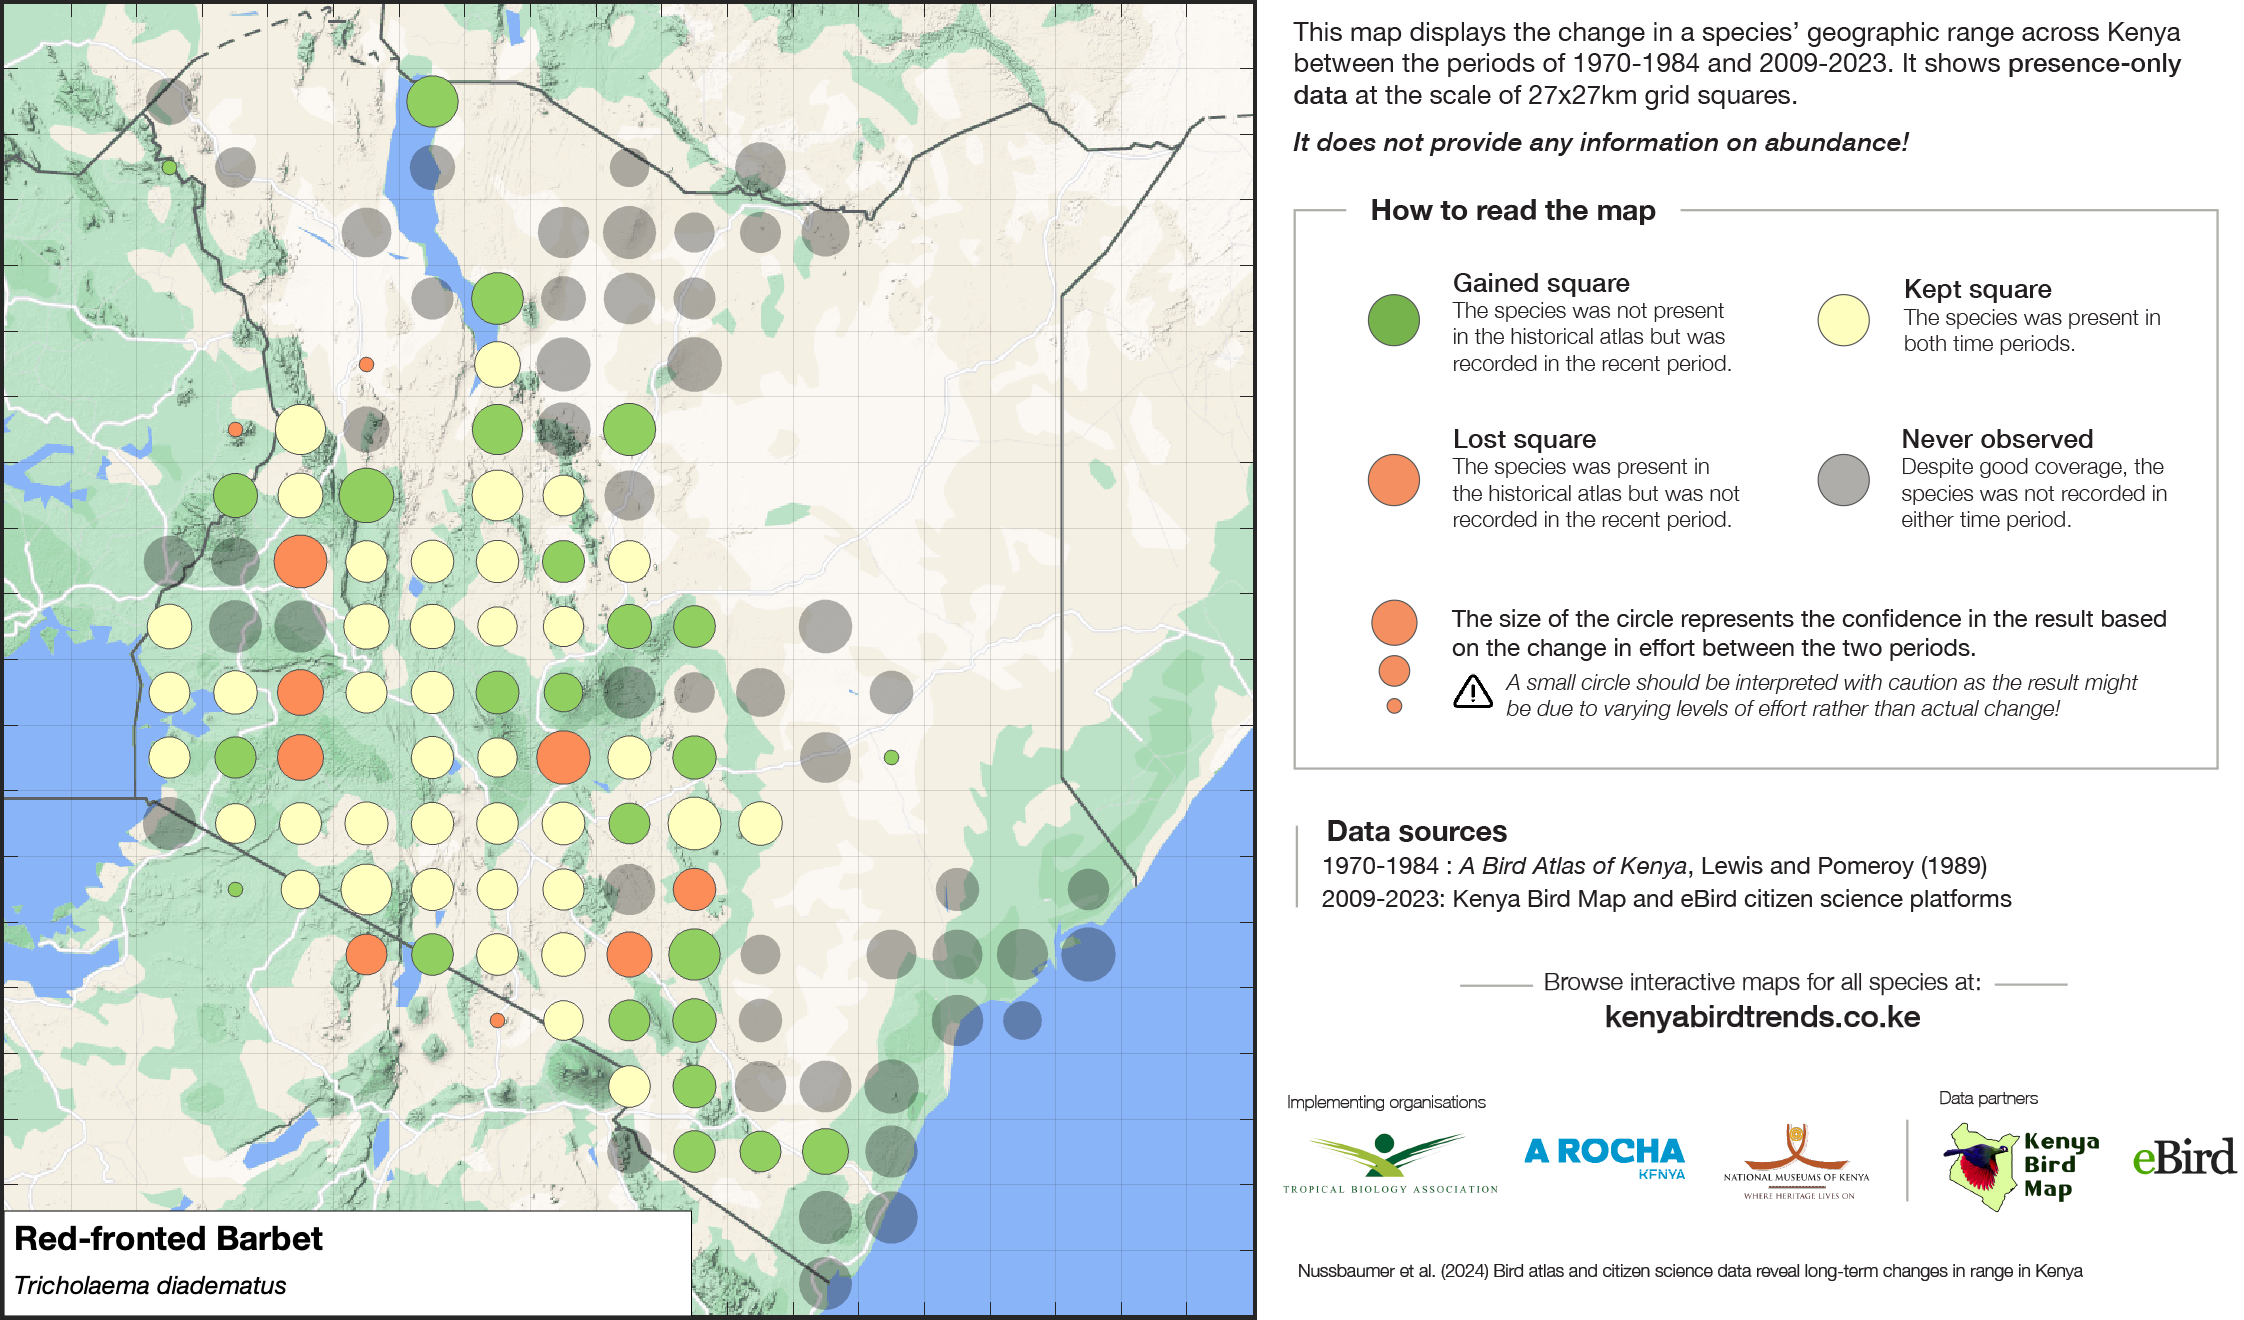 This map displays the change in a species’ geographic range across Kenya
between the periods of 1970-1984 and 2009-2023. It shows presence-only
data at the scale of 27x27km grid squares.
It does not provide any information on abundance!
How to read the map
Gained square
The species was not present
in the historical atlas but was
recorded in the recent period.
Kept square
The species was present in
both time periods.
Lost square
The species was present in
the historical atlas but was not
recorded in the recent period.
Never observed
Despite good coverage, the
species was not recorded in
either time period.
The size of the circle represents the confidence in the result based
on the change in effort between the two periods.
A small circle should be interpreted with caution as the result might
be due to varying levels of effort rather than actual change!
Data sources
1970-1984 : A Bird Atlas of Kenya, Lewis and Pomeroy (1989)
2009-2023: Kenya Bird Map and eBird citizen science platforms
Browse interactive maps for all species at:
kenyabirdtrends.co.ke
Implementing organisations
Data partners
TROPICAL BIOLOGY ASSOCIATION
A ROCHA
KENYA
NATIONAL MUSEUMS OF KENYA
WHERE HERITAGE LIVES ON
Kenya
Bird
Map
eBird
Red-fronted Barbet
Tricholaema diadematus
Nussbaumer et al. (2024) Bird atlas and citizen science data reveal long-term changes in range in Kenya